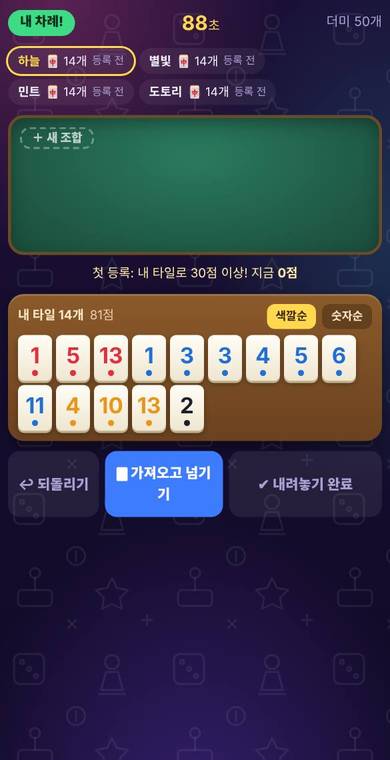 내 차례! 88초 더미 50개
하늘 🀄 14개 등록 전 별빛 🀄 14개 등록 전
민트 🀄 14개 등록 전 도토리 🀄 14개 등록 전
+ 새 조합
첫 등록: 내 타일로 30점 이상! 지금 0점
내 타일 14개 81점 색깔순 숫자순
1 5 13 1 3 3 4 5 6
11 4 10 13 2
↩ 되돌리기 🂠 가져오고 넘기 ✔ 내려놓기 완료
기